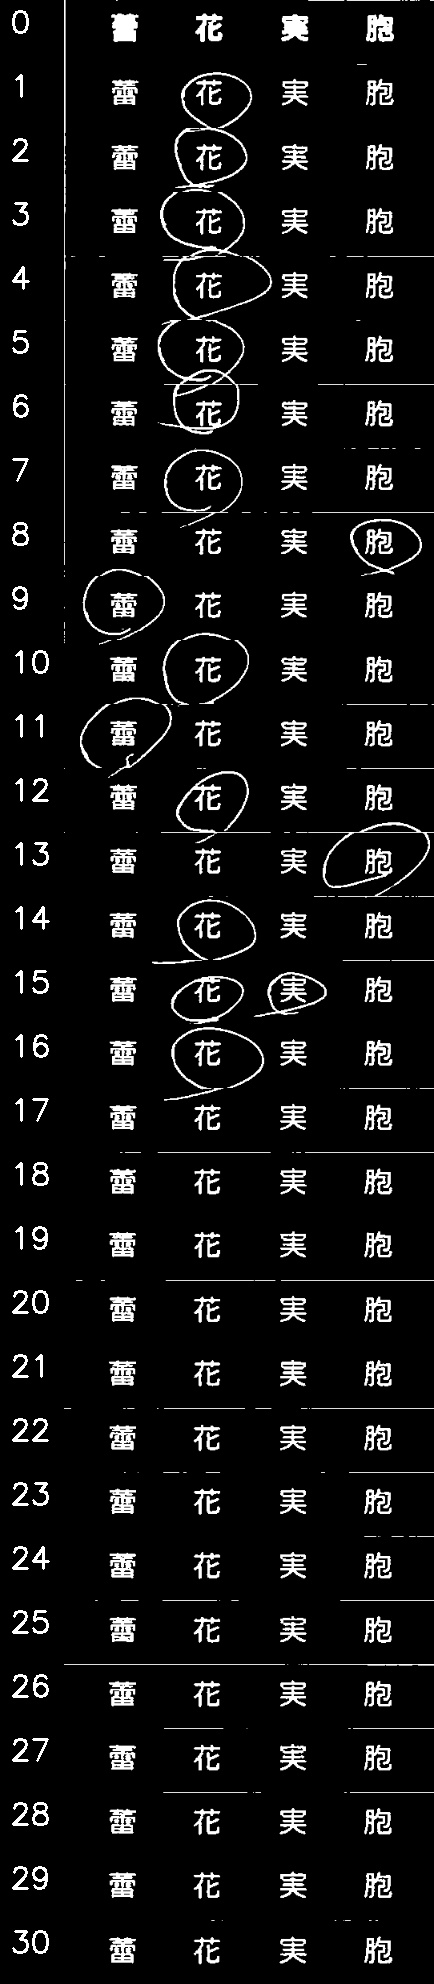 0 蕾 花 実 胞
1 蕾 花 実 胞
2 蕾 花 実 胞
3 蕾 花 実 胞
4 蕾 花 実 胞
5 蕾 花 実 胞
6 蕾 花 実 胞
7 蕾 花 実 胞
8 蕾 花 実 胞
9 蕾 花 実 胞
10 蕾 花 実 胞
11 蕾 花 実 胞
12 蕾 花 実 胞
13 蕾 花 実 胞
14 蕾 花 実 胞
15 蕾 花 実 胞
16 蕾 花 実 胞
17 蕾 花 実 胞
18 蕾 花 実 胞
19 蕾 花 実 胞
20 蕾 花 実 胞
21 蕾 花 実 胞
22 蕾 花 実 胞
23 蕾 花 実 胞
24 蕾 花 実 胞
25 蕾 花 実 胞
26 蕾 花 実 胞
27 蕾 花 実 胞
28 蕾 花 実 胞
29 蕾 花 実 胞
30 蕾 花 実 胞